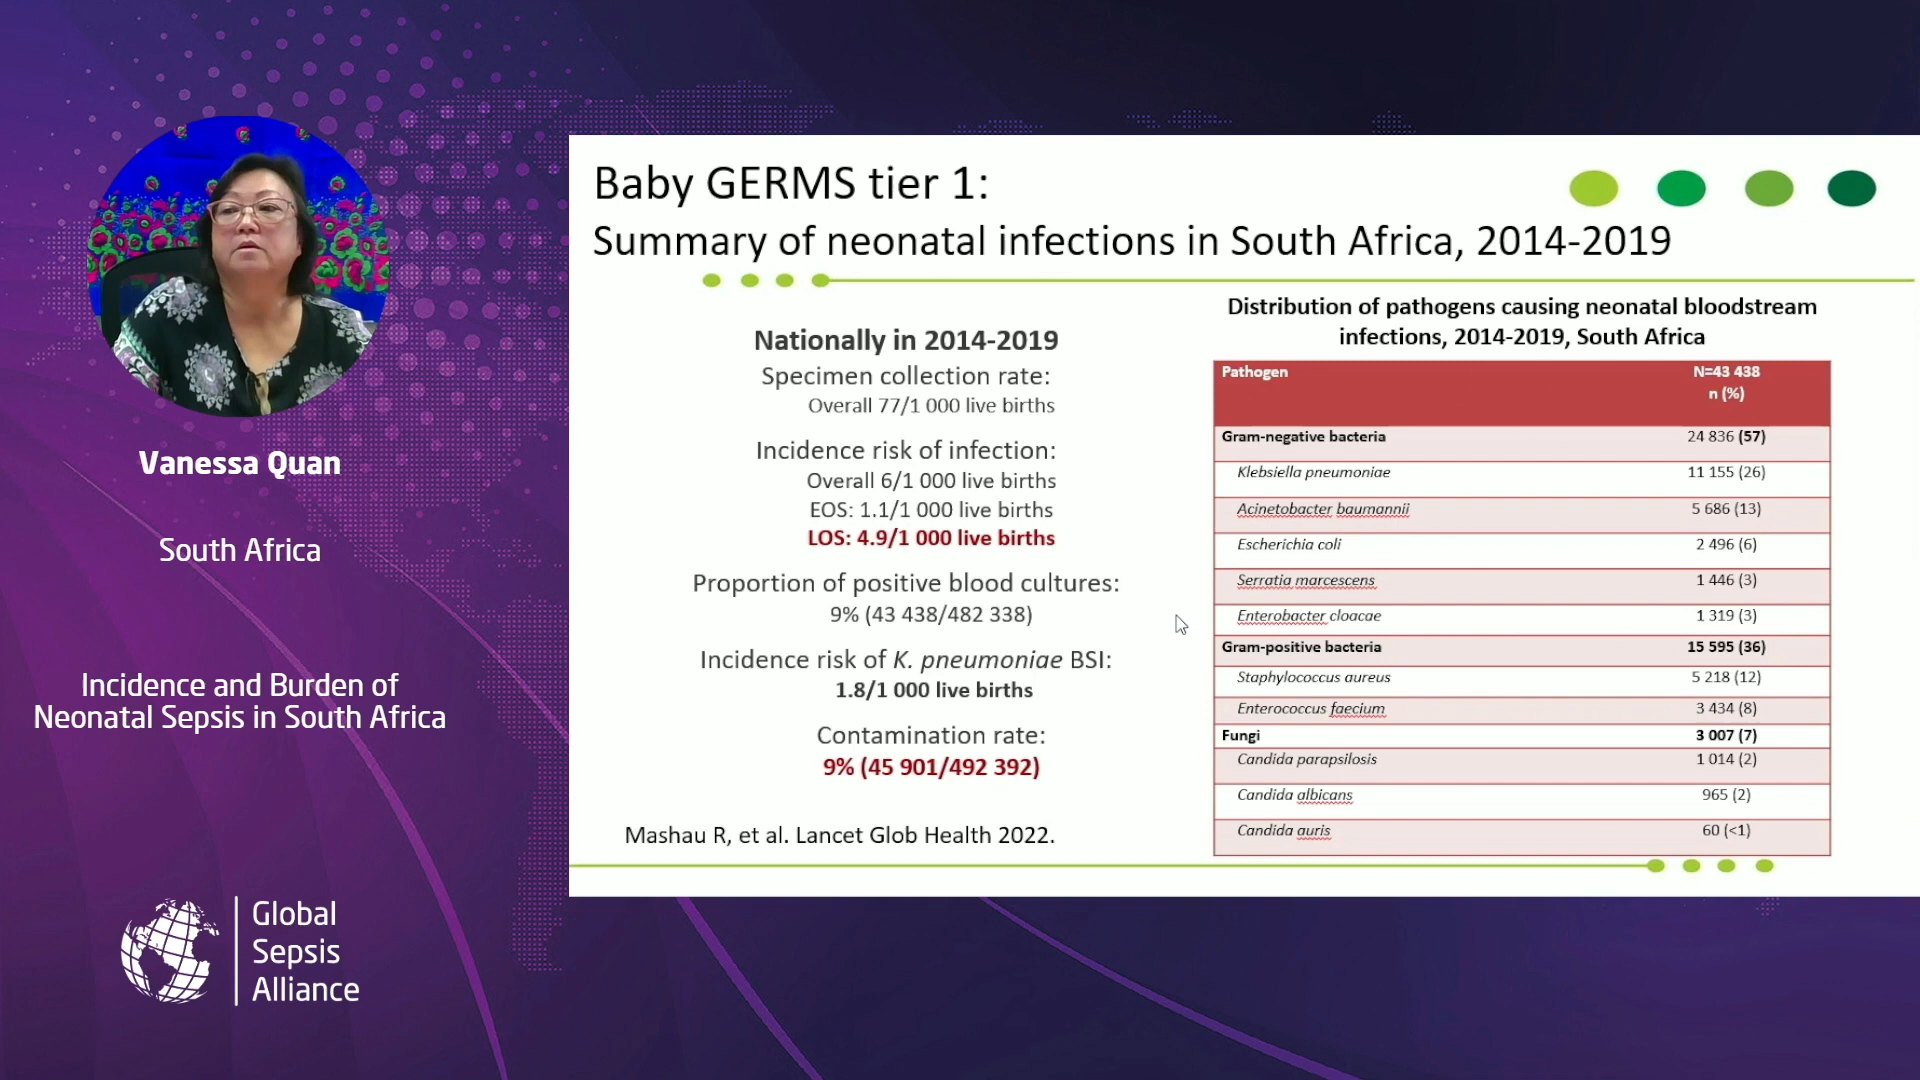 Vanessa Quan
South Africa
Incidence and Burden of
Neonatal Sepsis in South Africa
Global
Sepsis
Alliance
Baby GERMS tier 1:
Summary of neonatal infections in South Africa, 2014-2019
Nationally in 2014-2019
Specimen collection rate:
Overall 77/1 000 live births
Incidence risk of infection:
Overall 6/1 000 live births
EOS: 1.1/1 000 live births
LOS: 4.9/1 000 live births
Proportion of positive blood cultures:
9% (43 438/482 338)
Incidence risk of K. pneumoniae BSI:
1.8/1 000 live births
Contamination rate:
9% (45 901/492 392)
Mashau R, et al. Lancet Glob Health 2022.
Distribution of pathogens causing neonatal bloodstream
infections, 2014-2019, South Africa
Pathogen N=43 438
n (%)
Gram-negative bacteria 24 836 (57)
Klebsiella pneumoniae 11 155 (26)
Acinetobacter baumannii 5 686 (13)
Escherichia coli 2 496 (6)
Serratia marcescens 1 446 (3)
Enterobacter cloacae 1 319 (3)
Gram-positive bacteria 15 595 (36)
Staphylococcus aureus 5 218 (12)
Enterococcus faecium 3 434 (8)
Fungi 3 007 (7)
Candida parapsilosis 1 014 (2)
Candida albicans 965 (2)
Candida auris 60 (<1)